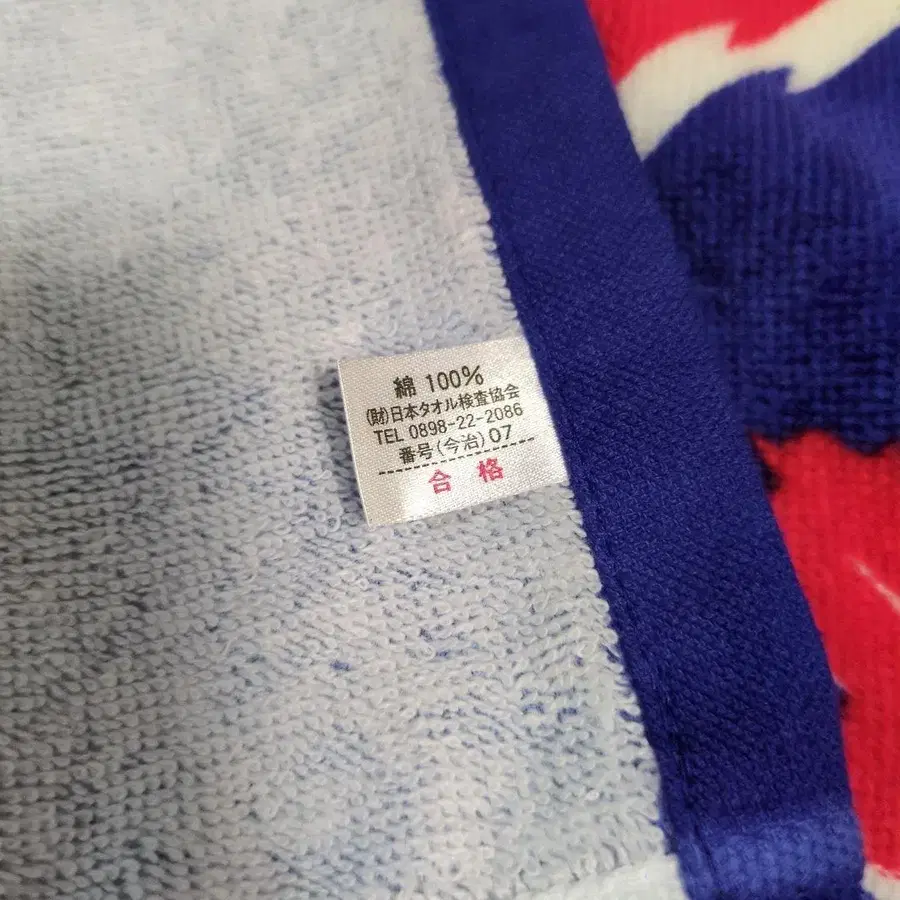 綿 100%
(財)日本タオル検査協会
TEL 0898-22-2086
番号(今治)07
合格